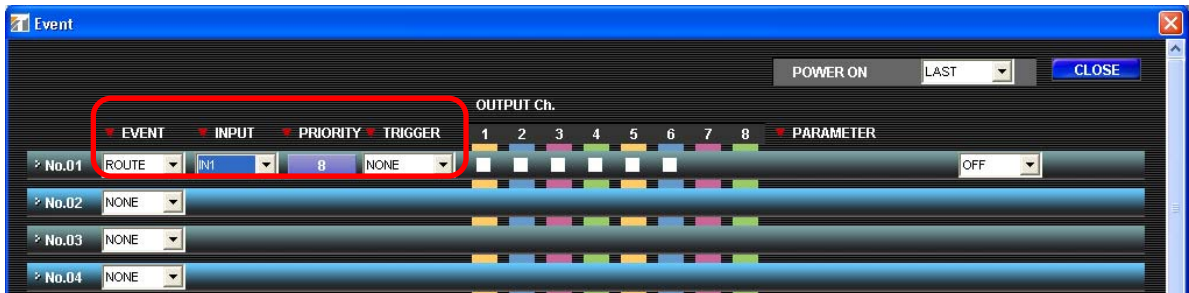 Event
POWER ON LAST CLOSE
OUTPUT Ch.
EVENT INPUT PRIORITY TRIGGER 1 2 3 4 5 6 7 8 PARAMETER
No.01 ROUTE IN1 8 NONE OFF
No.02 NONE
No.03 NONE
No.04 NONE